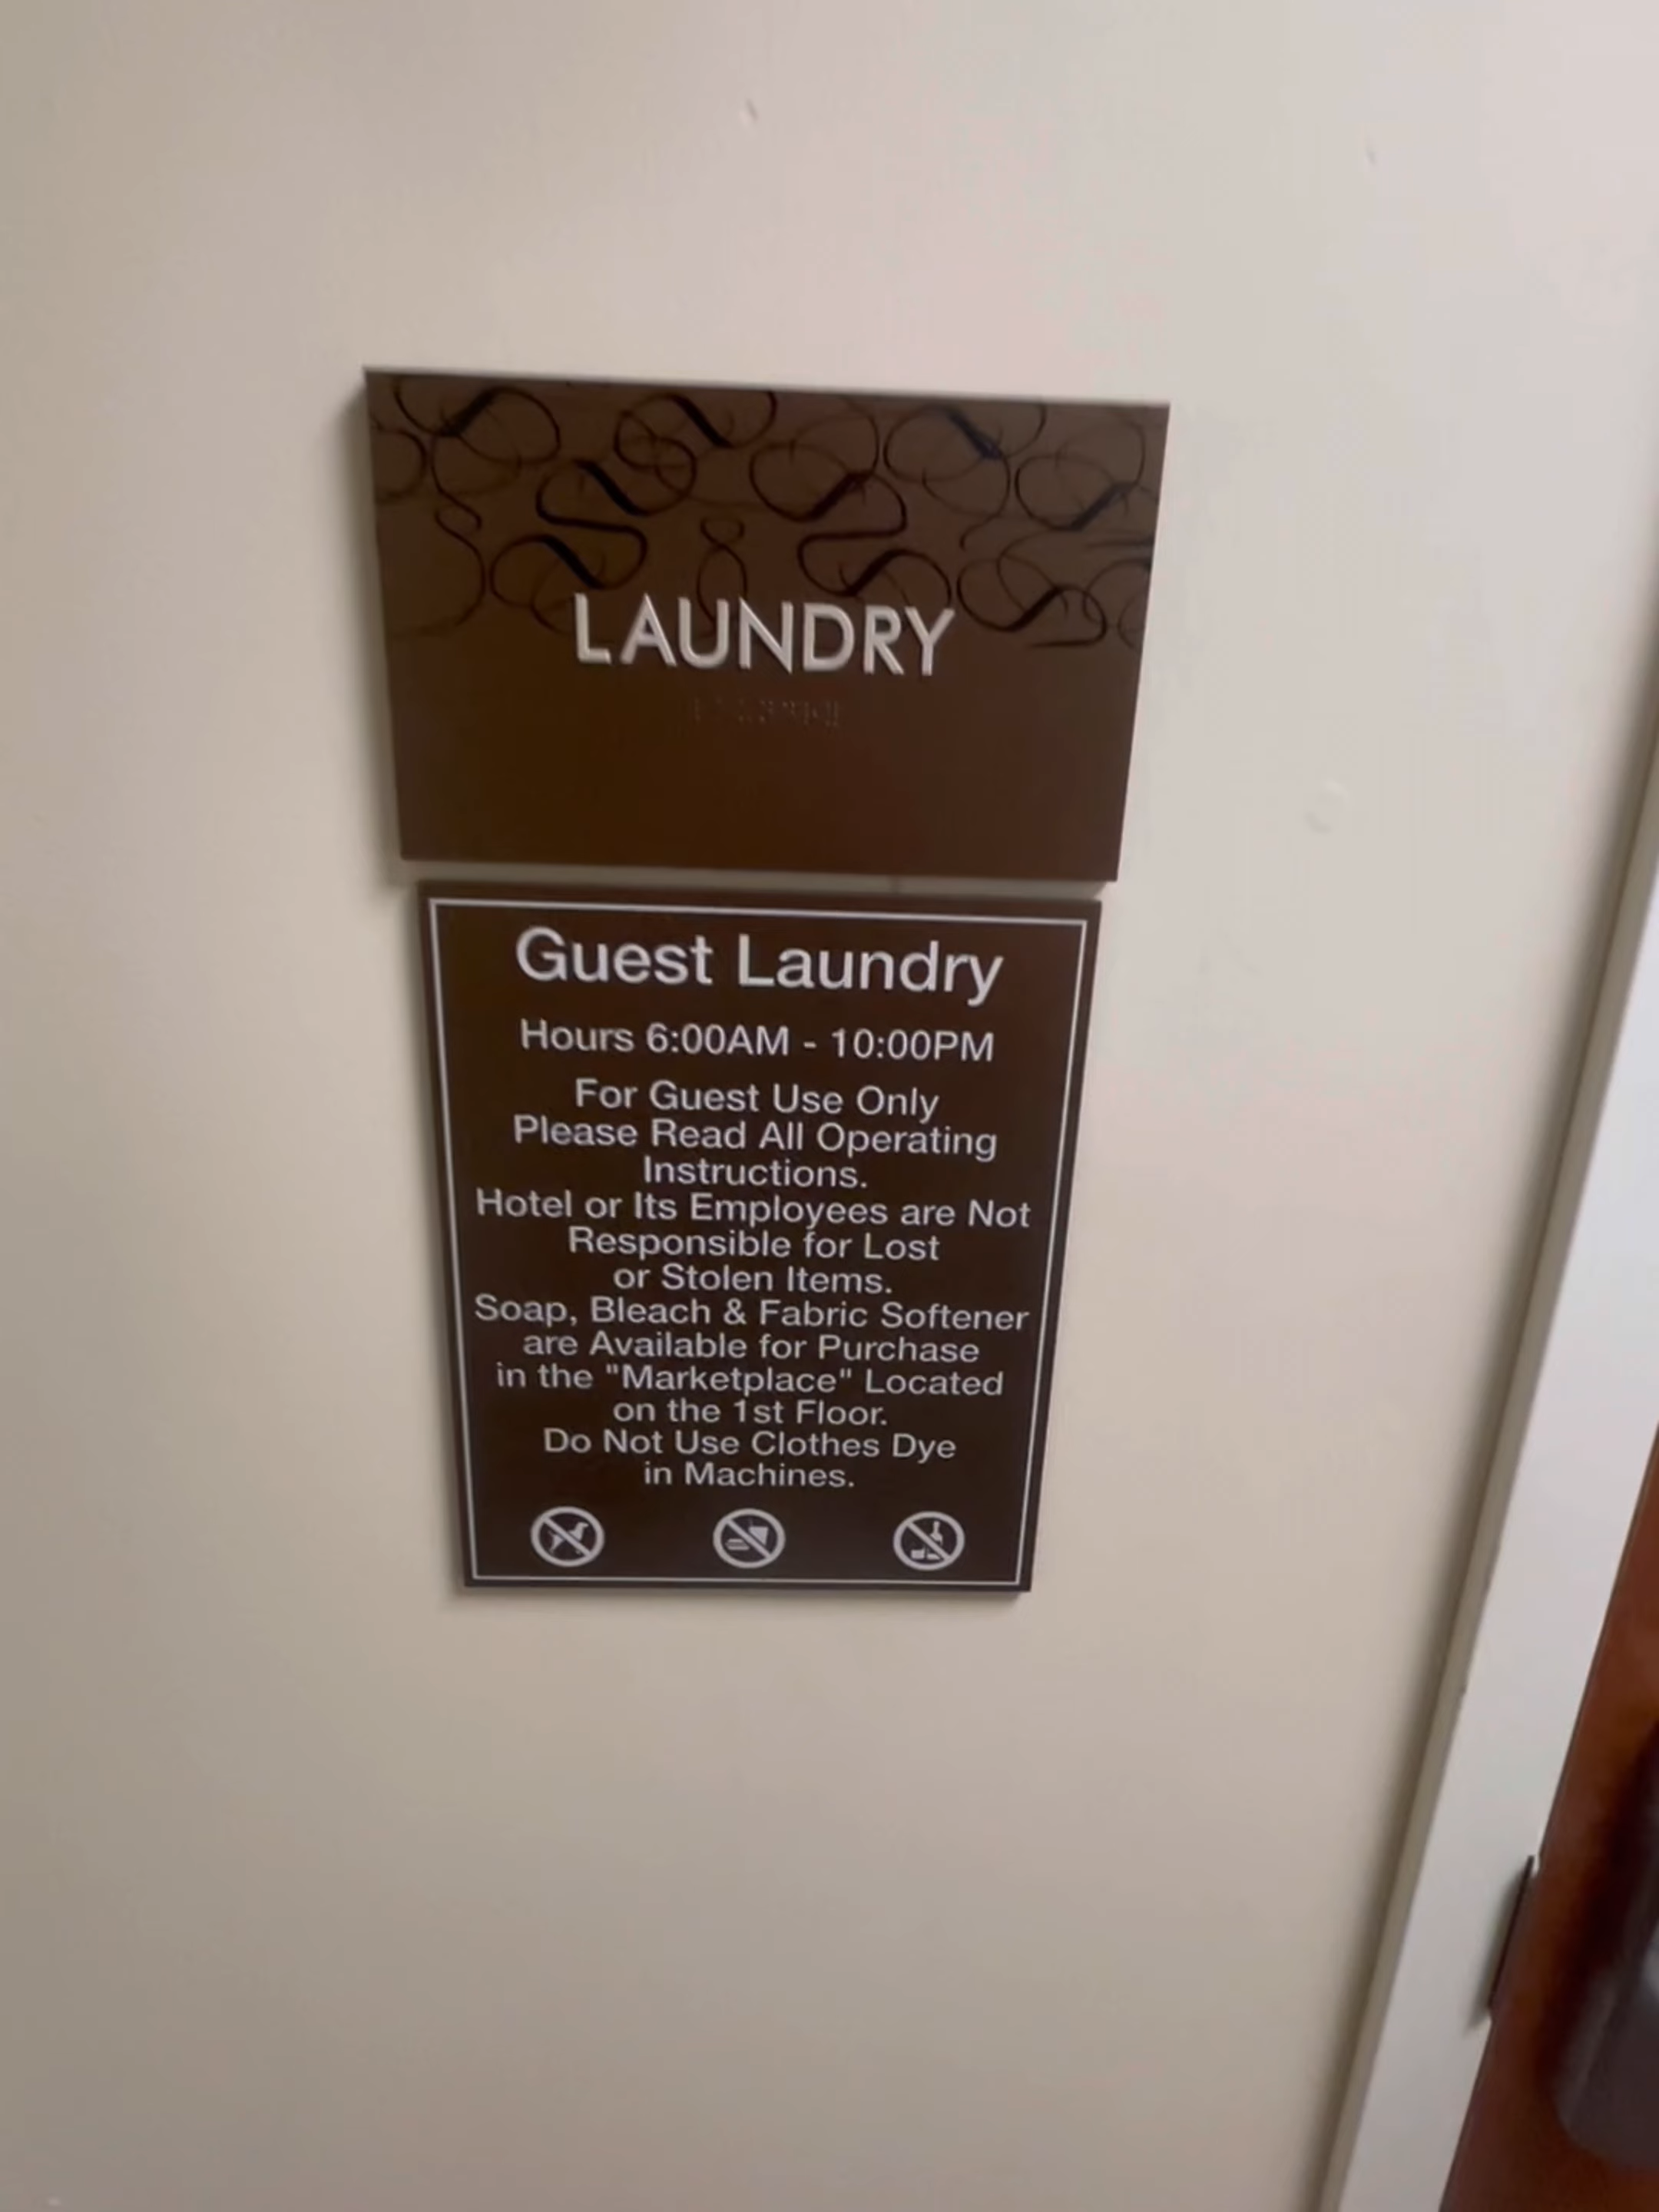 LAUNDRY
Guest Laundry
Hours 6:00AM - 10:00PM
For Guest Use Only
Please Read All Operating
Instructions.
Hotel or Its Employees are Not
Responsible for Lost
or Stolen Items.
Soap, Bleach & Fabric Softener
are Available for Purchase
in the "Marketplace" Located
on the 1st Floor.
Do Not Use Clothes Dye
in Machines.